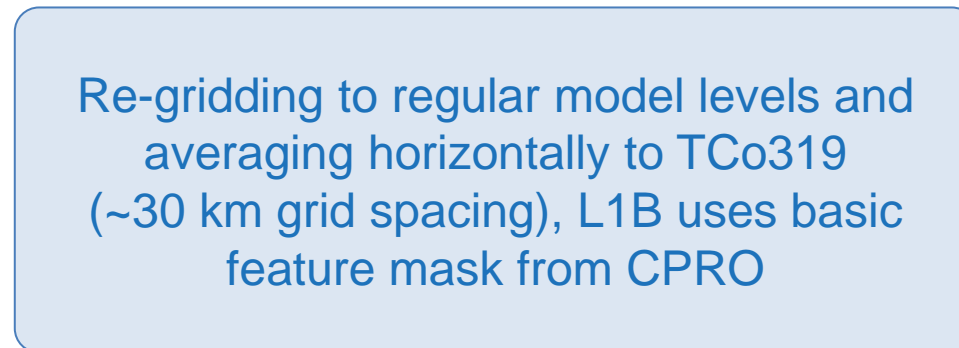 Re-gridding to regular model levels and
averaging horizontally to TCo319
(~30 km grid spacing), L1B uses basic
feature mask from CPRO